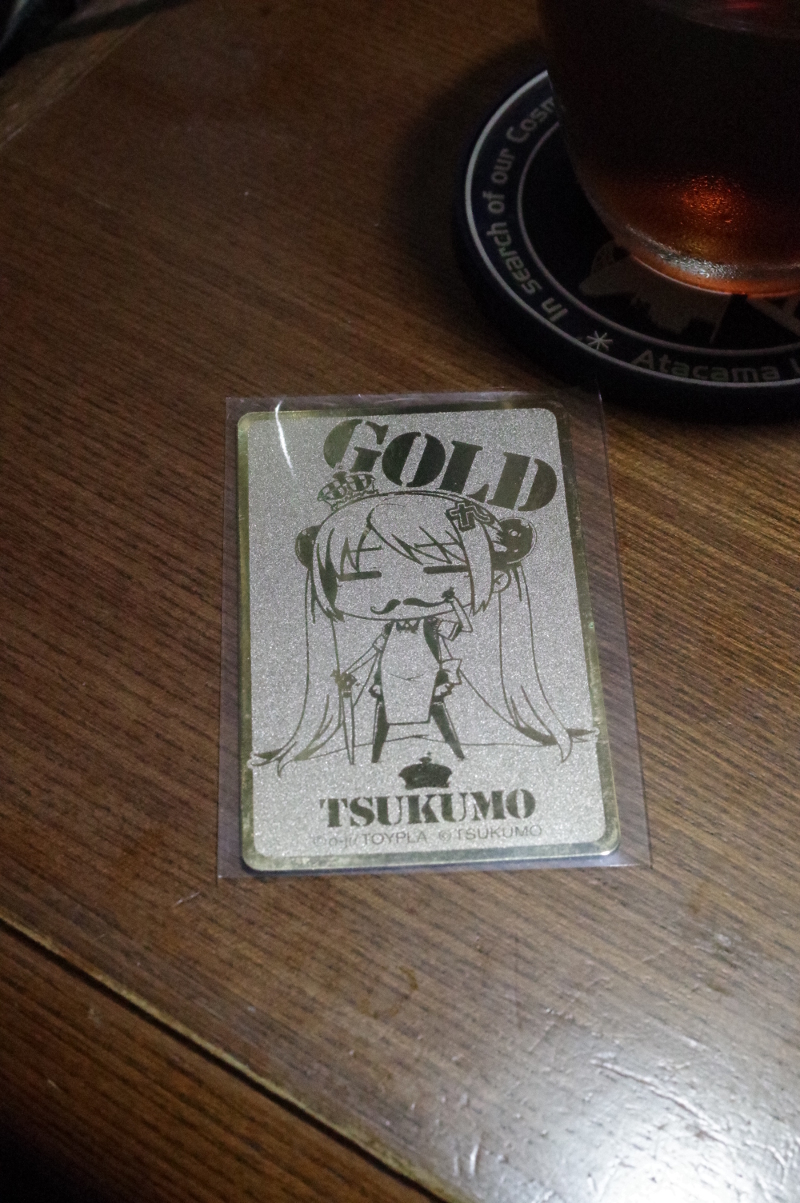 In search of our Cosm
* Atacama
GOLD
TSUKUMO
TOYPLA © TSUKUMO